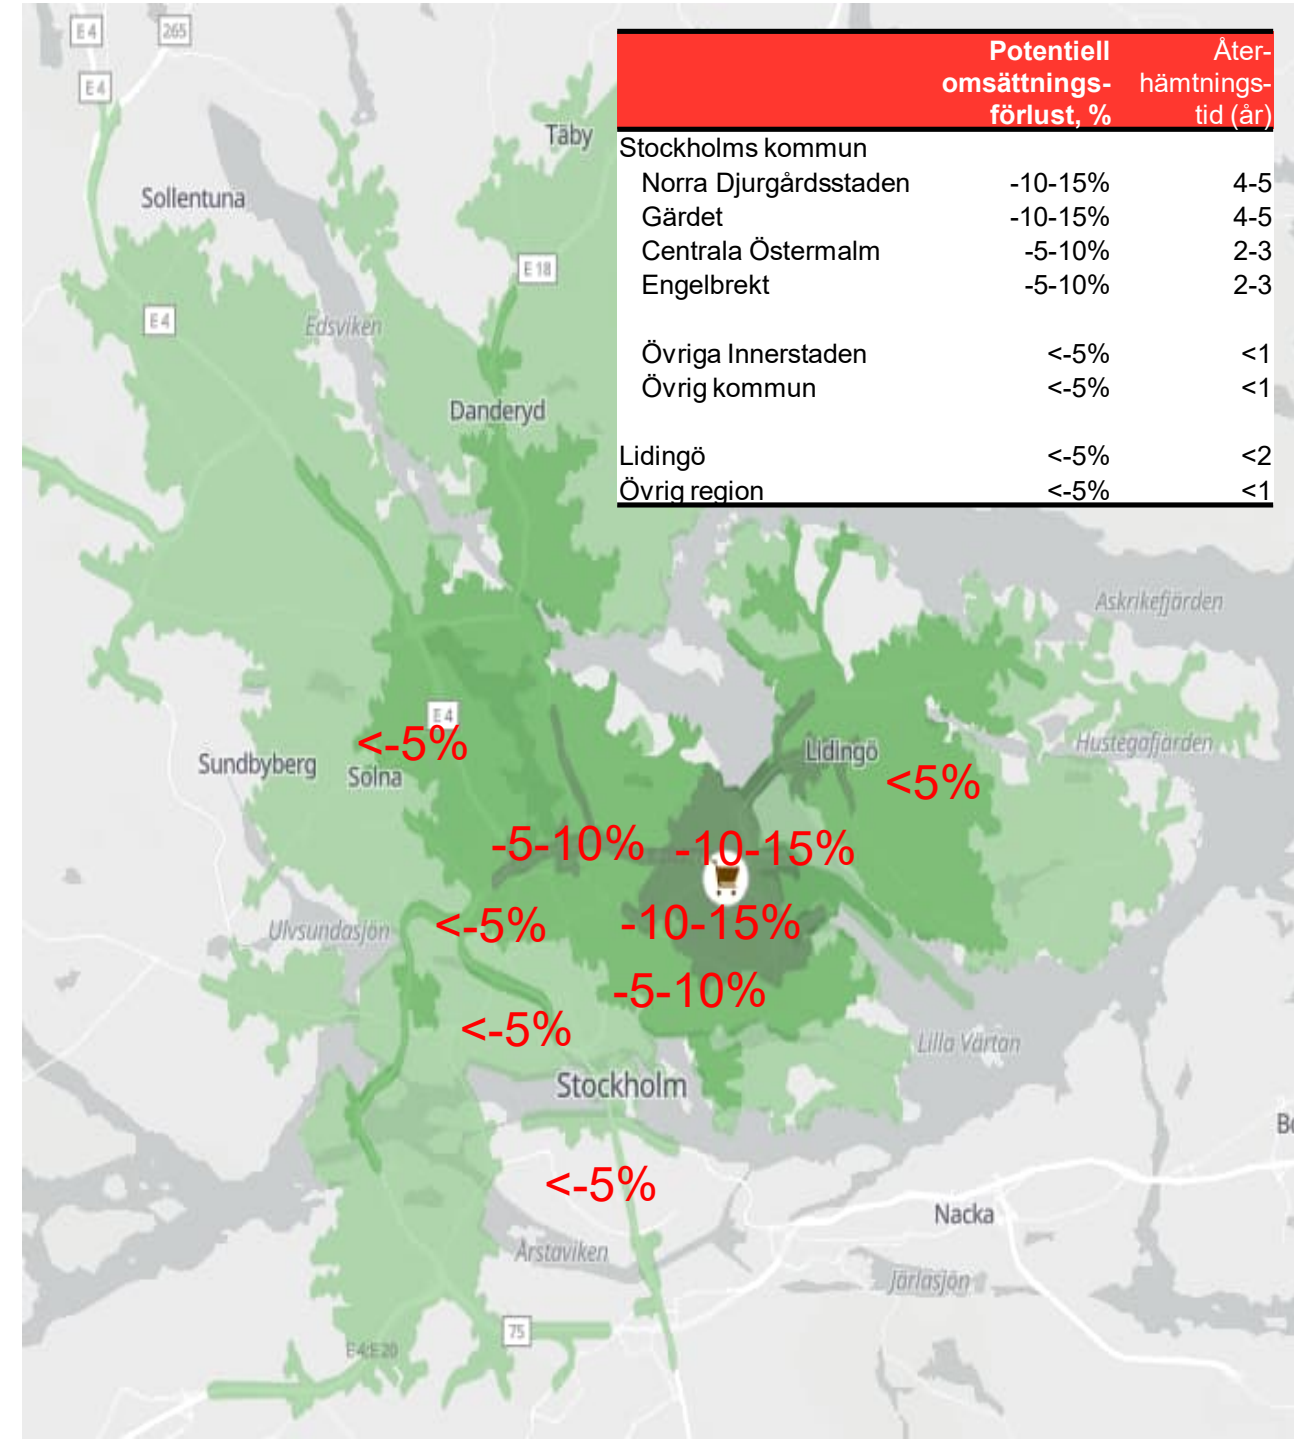 E4
265
E4
Täby
Sollentuna
E18
E4
Edsviken
Danderyd
Potentiell
omsättnings-
förlust, %
Åter-
hämtnings-
tid (år)
Stockholms kommun
Norra Djurgårdsstaden -10-15% 4-5
Gärdet -10-15% 4-5
Centrala Östermalm -5-10% 2-3
Engelbrekt -5-10% 2-3
Övriga Innerstaden <-5% <1
Övrig kommun <-5% <1
Lidingö <-5% <2
Övrig region <-5% <1
Askrikefjärden
E4
<-5%
Hustegafjärden
Lidingö
Sundbyberg
Solna
<5%
-5-10%
-10-15%
<-5%
-10-15%
Ulvsundasjön
-5-10%
<-5%
Lilla Värtan
Stockholm
<-5%
Nacka
Årstaviken
Järlasjön
75
E4;E20